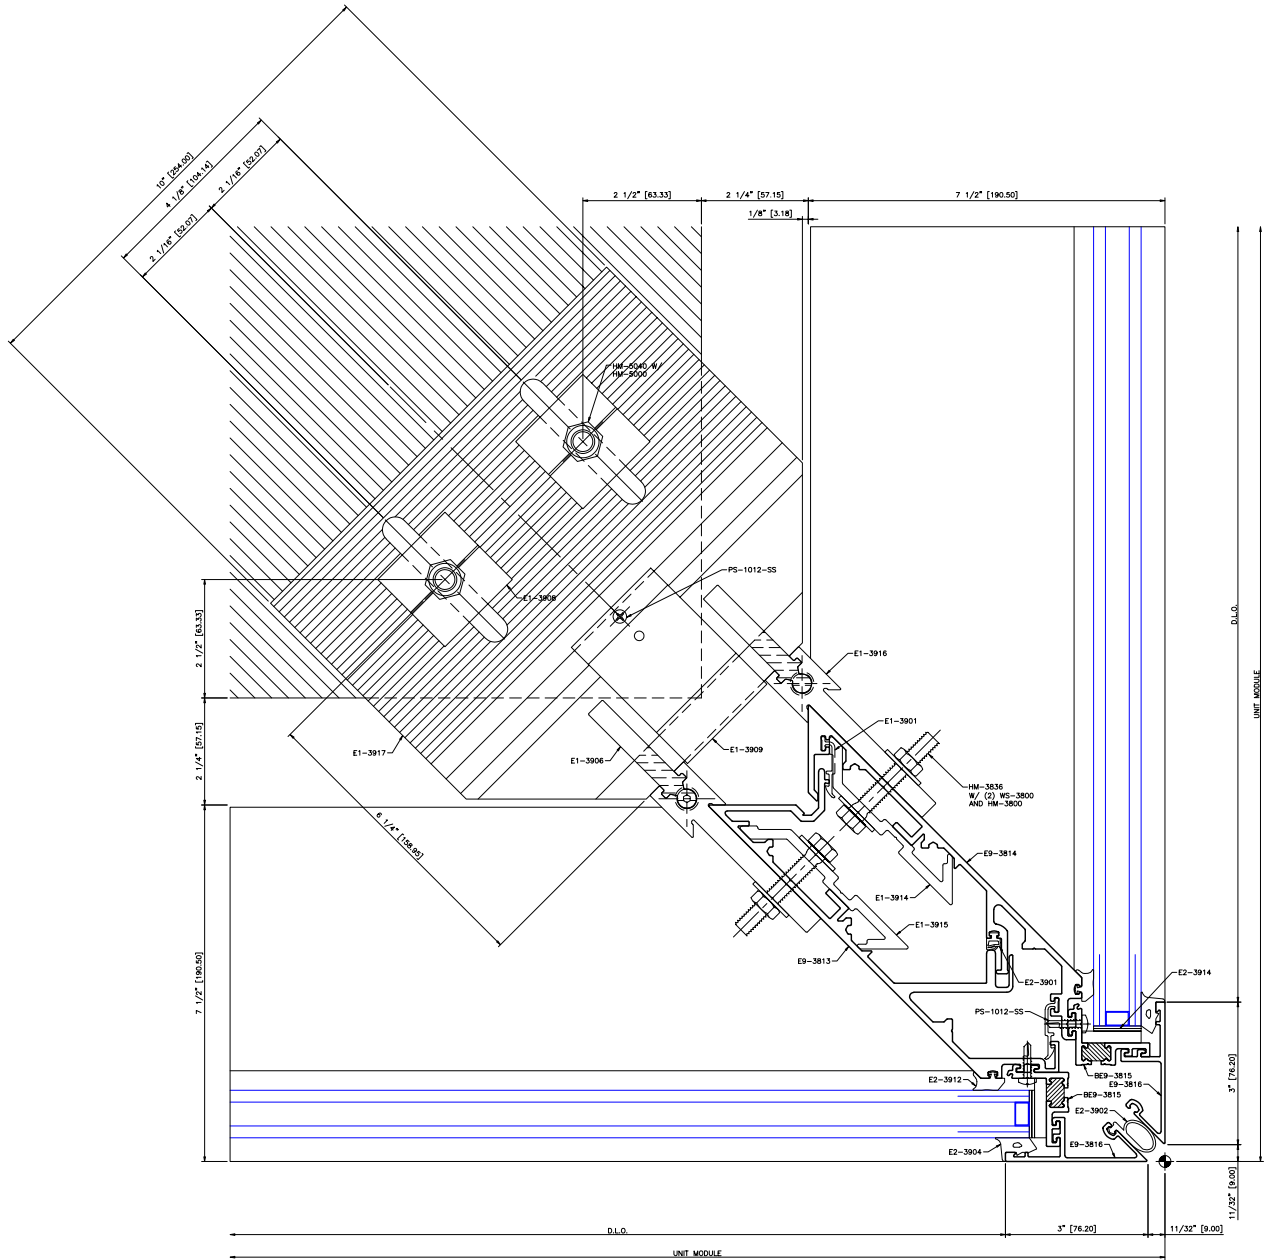 10" [254.00]
4 1/8" [104.14]
2 1/16" [52.07]
2 1/16" [52.07]
2 1/2" [63.33]
2 1/4" [57.15]
7 1/2" [190.50]
1/8" [3.18]
HM-5040 W/
HM-5000
PS-1012-SS
E1-3908
2 1/2" [63.33]
D.L.O.
UNIT MODULE
E1-3916
E1-3901
E1-3917
E1-3906
E1-3909
2 1/4" [57.15]
HM-3836
W/ (2) WS-3800
AND HM-3800
6 1/4" [158.95]
E9-3814
E1-3914
E1-3915
E9-3813
7 1/2" [190.50]
E2-3901
E2-3914
PS-1012-SS
BE9-3815
E2-3912
E9-3816
3" [76.20]
BE9-3815
E2-3902
E9-3816
E2-3904
11/32" [9.00]
D.L.O.
3" [76.20]
11/32" [9.00]
UNIT MODULE